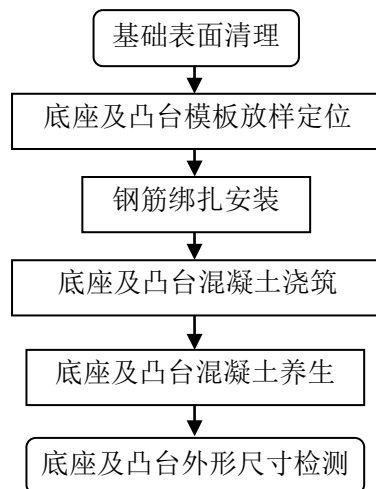 基础表面清理
底座及凸台模板放样定位
钢筋绑扎安装
底座及凸台混凝土浇筑
底座及凸台混凝土养生
底座及凸台外形尺寸检测